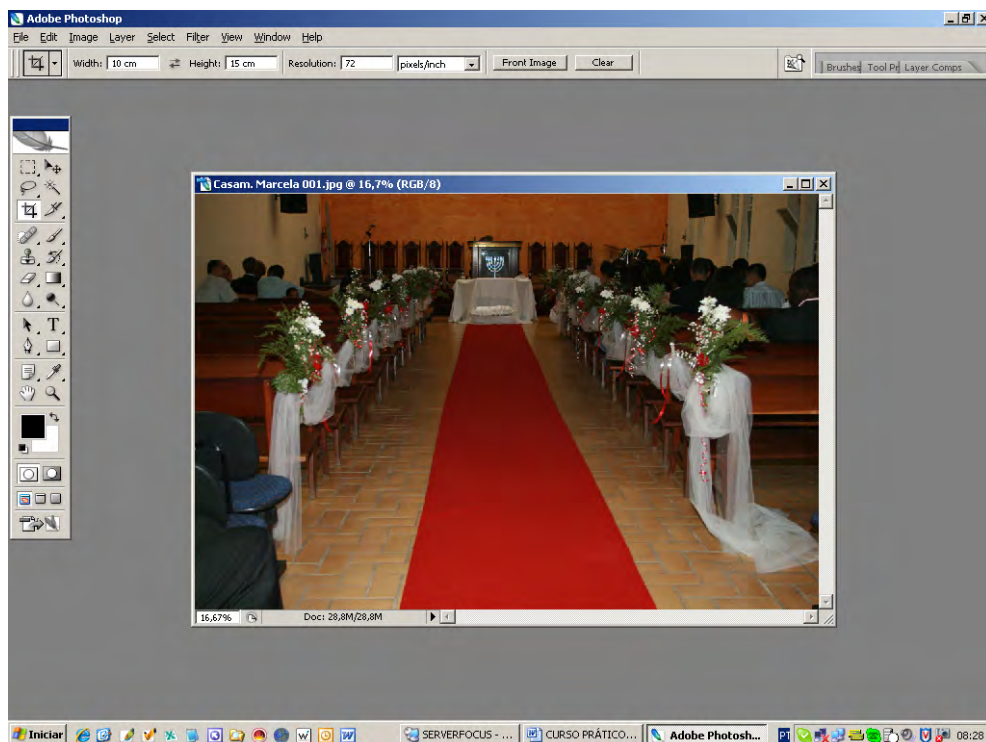 Adobe Photoshop
File Edit Image Layer Select Filter View Window Help
Width: 10 cm Height: 15 cm Resolution: 72 pixels/inch Front Image Clear Brushes Tool Pr Layer Comps
Casam. Marcela 001.jpg @ 16,7% (RGB/8)
16,67% Doc: 28,8M/28,8M
Iniciar SERVERFOCUS - ... CURSO PRÁTICO... Adobe Photosh... PT 08:28